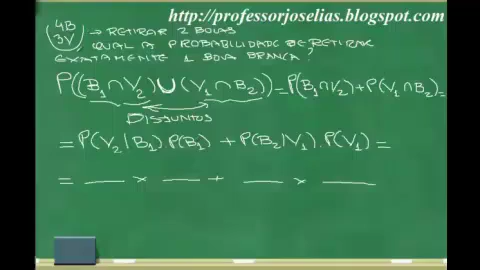 http://professorjoselias.blogspot.com
4B
3V → RETIRAR 2 BOLAS
QUAL A PROBABILIDADE DE RETIRAR
EXATAMENTE 1 BOLA BRANCA?
P((B₁∩V₂)∪(V₁∩B₂))=P(B₁∩V₂)+P(V₁∩B₂)=
DISJUNTOS
=P(V₂|B₁).P(B₁) + P(B₂|V₁).P(V₁)=
= ___ × ___ + ___ × ___